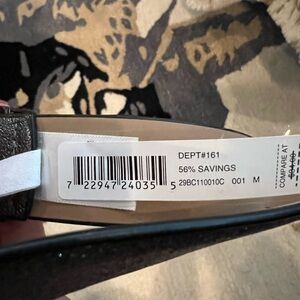 DEPT#161
56% SAVINGS
7 22947 24035 5
29BC110010C 001 M
COMPARE AT